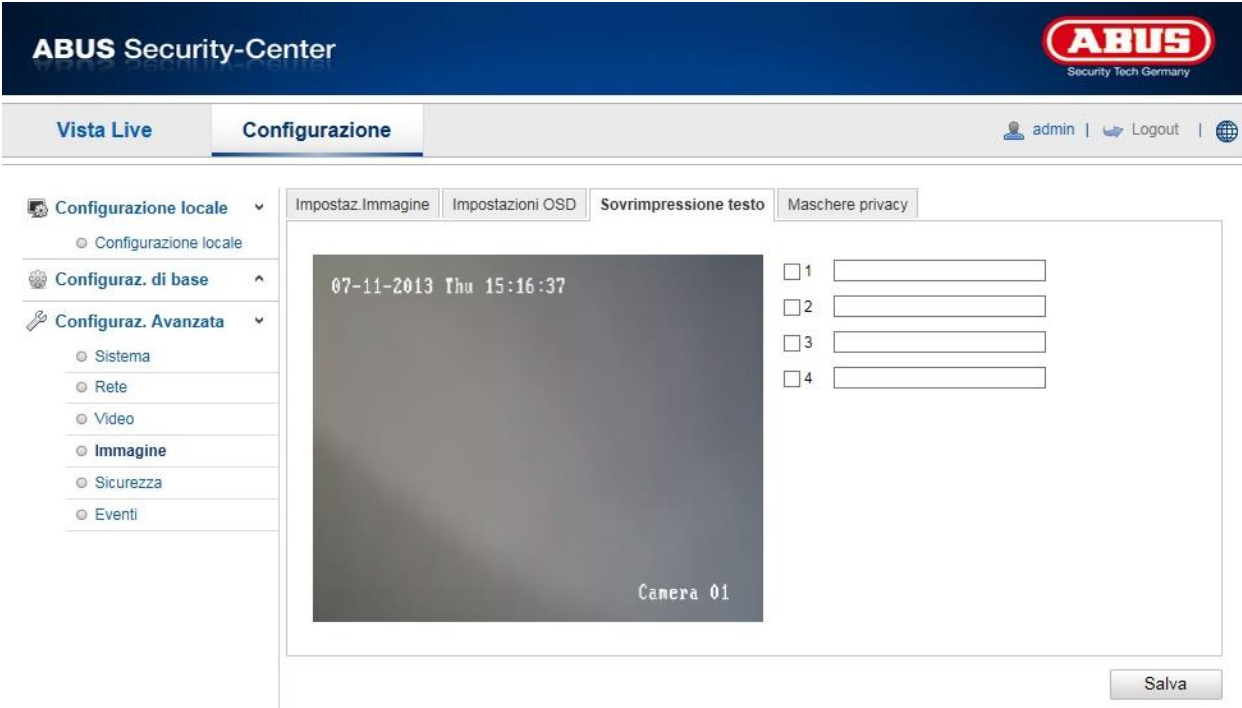 ABUS Security-Center
ABUS
Security Tech Germany
Vista Live
Configurazione
admin | Logout |
Configurazione locale
Configurazione locale
Configuraz. di base
Configuraz. Avanzata
Sistema
Rete
Video
Immagine
Sicurezza
Eventi
Impostaz.Immagine
Impostazioni OSD
Sovrimpressione testo
Maschere privacy
07-11-2013 Thu 15:16:37
Camera 01
1
2
3
4
Salva